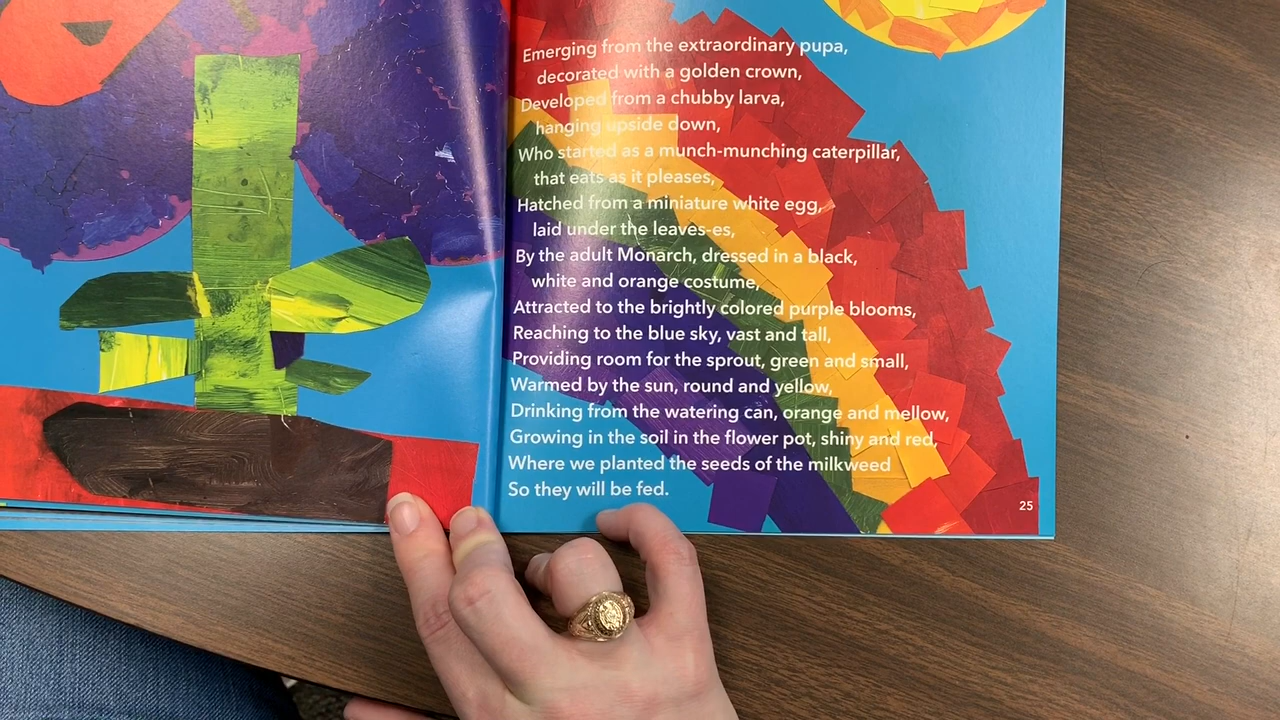 Emerging from the extraordinary pupa,
decorated with a golden crown,
Developed from a chubby larva,
hanging upside down,
Who started as a munch-munching caterpillar,
that eats as it pleases,
Hatched from a miniature white egg,
laid under the leaves-es,
By the adult Monarch, dressed in a black,
white and orange costume,
Attracted to the brightly colored purple blooms,
Reaching to the blue sky, vast and tall,
Providing room for the sprout, green and small,
Warmed by the sun, round and yellow,
Drinking from the watering can, orange and mellow,
Growing in the soil in the flower pot, shiny and red,
Where we planted the seeds of the milkweed
So they will be fed.
25